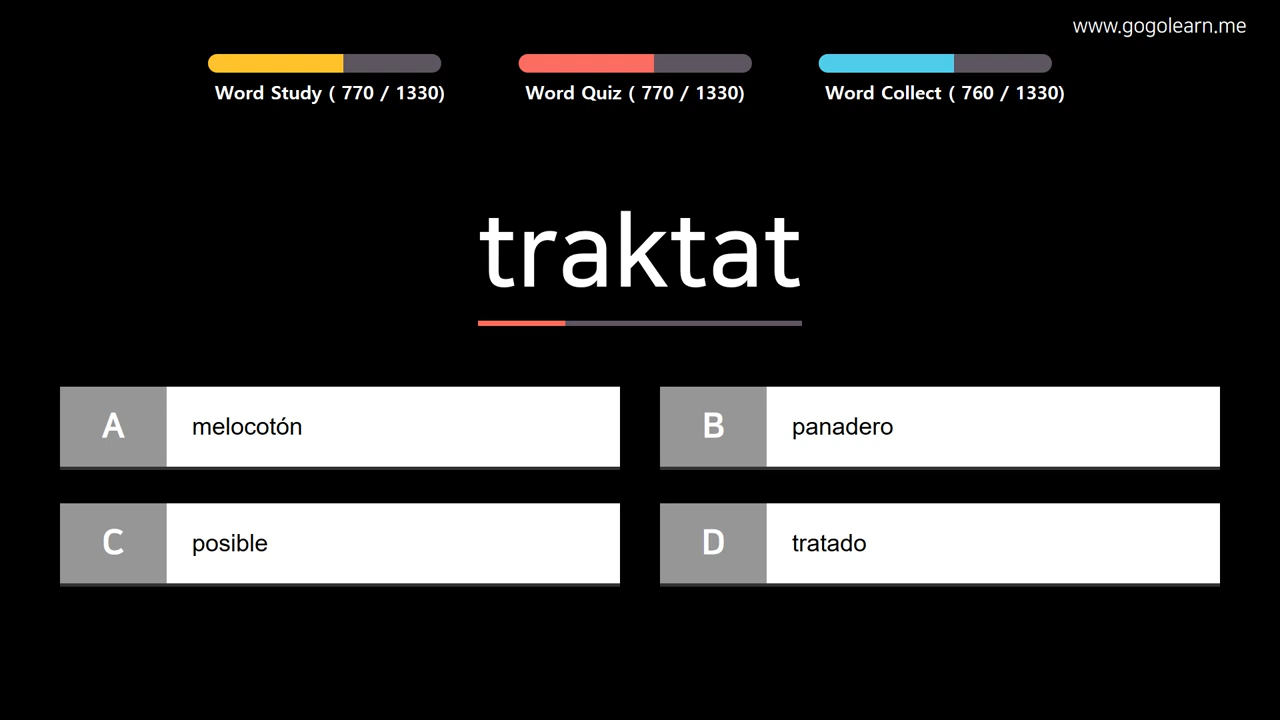 www.gogolearn.me
Word Study ( 770 / 1330)
Word Quiz ( 770 / 1330)
Word Collect ( 760 / 1330)
traktat
A
melocotón
B
panadero
C
posible
D
tratado